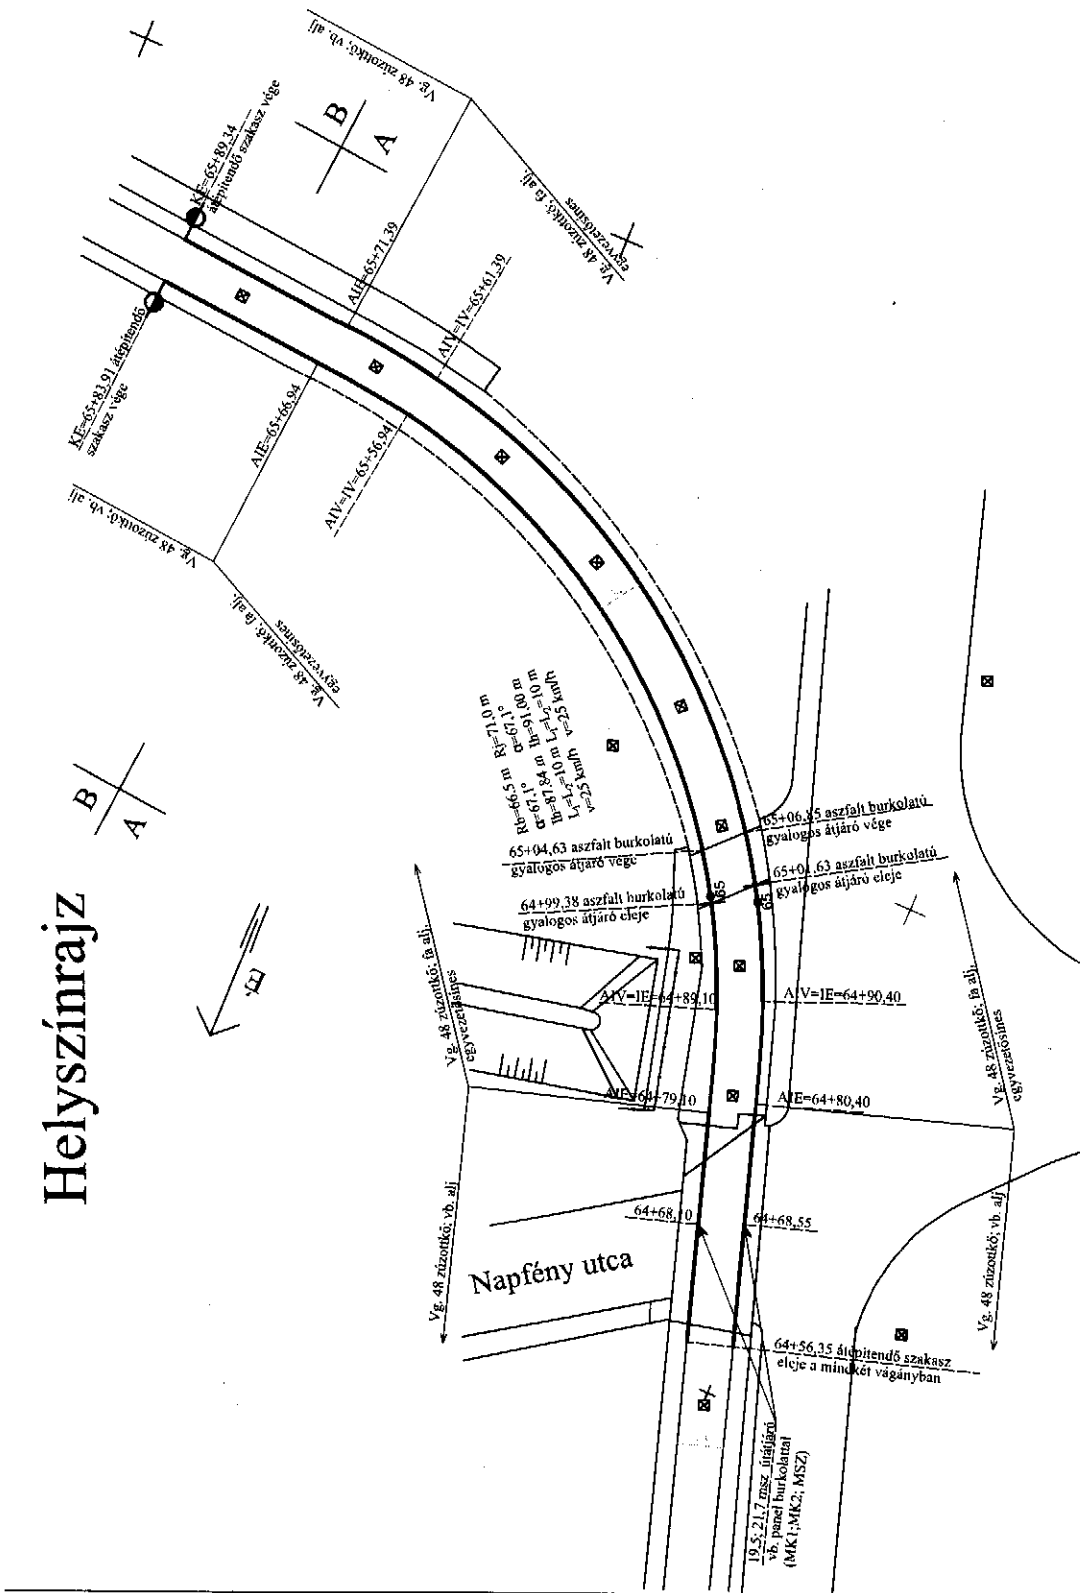 Helyszínrajz
É.
Vg. 48 zúzottkő; vb. alj
KE=65+89,34
átépítendő szakasz vége
B
A
Vg. 48 zúzottkő; fa alj.
egyvezetősínes
AIE=65+71,39
AIV=IV=65+61,39
KE=65+83,91 átépítendő
szakasz vége
AIE=65+66,94
AIV=IV=65+56,94
Vg. 48 zúzottkő; vb. alj
Vg. 48 zúzottkő; fa alj.
egyvezetősínes
B
A
Rb=66,5 m Rj=71,0 m
α=67,1° α=67,1°
Ih=87,84 m Ih=91,00 m
L₁=L₂=10 m L₁=L₂=10 m
v=25 km/h v=25 km/h
65+06,85 aszfalt burkolatú
gyalogos átjáró vége
65+04,63 aszfalt burkolatú
gyalogos átjáró vége
65+01,63 aszfalt burkolatú
gyalogos átjáró eleje
64+99,38 aszfalt burkolatú
gyalogos átjáró eleje
65
65
Vg. 48 zúzottkő; fa alj.
egyvezetősínes
AIV=IE=64+89,10
AIV=IE=64+90,40
Vg. 48 zúzottkő; fa alj.
egyvezetősínes
AIE=64+79,10
AIE=64+80,40
Vg. 48 zúzottkő; vb. alj
64+68,10
64+68,55
Napfény utca
Vg. 48 zúzottkő; vb. alj
64+56,35 átépítendő szakasz
eleje a mindkét vágányban
19,5; 21,7 msz útátjáró
vb. panel burkolattal
(MK1;MK2; MSZ)